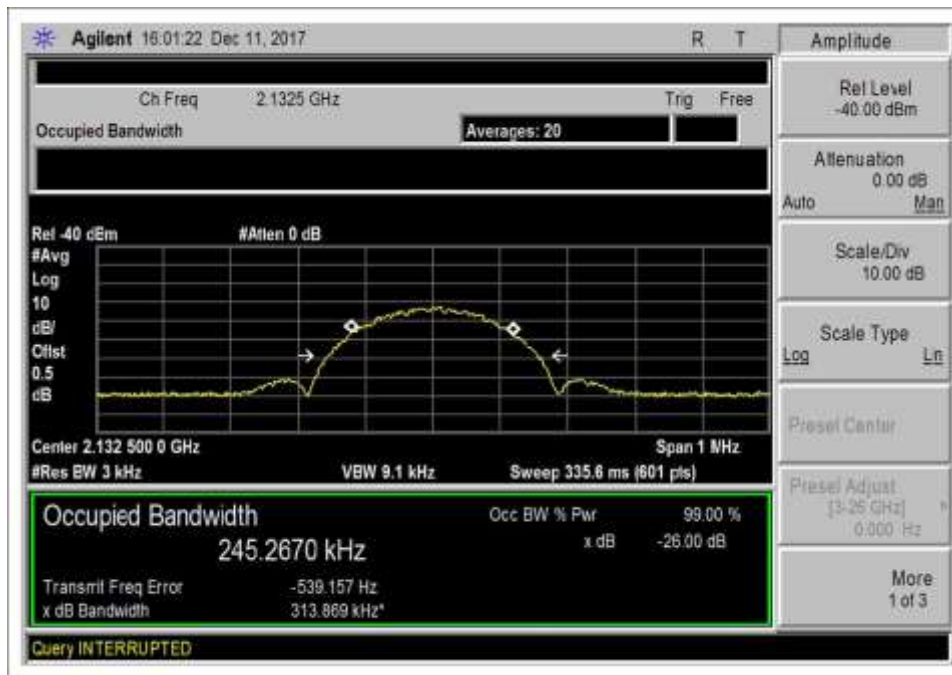 Agilent 16:01:22 Dec 11, 2017 R T
Ch Freq 2.1325 GHz Trig Free
Occupied Bandwidth Averages: 20
Ref -40 dBm #Atten 0 dB
#Avg
Log
10
dB/
Offst
0.5
dB
Center 2.132 500 0 GHz Span 1 MHz
#Res BW 3 kHz VBW 9.1 kHz Sweep 335.6 ms (601 pts)
Occupied Bandwidth Occ BW % Pwr 99.00 %
245.2670 kHz x dB -26.00 dB
Transmit Freq Error -539.157 Hz
x dB Bandwidth 313.869 kHz*
Query INTERRUPTED
Amplitude
Ref Level
-40.00 dBm
Attenuation
0.00 dB
Auto Man
Scale/Div
10.00 dB
Scale Type
Log Lin
Presel Center
Presel Adjust
[3-26 GHz]
0.000 Hz
More
1 of 3